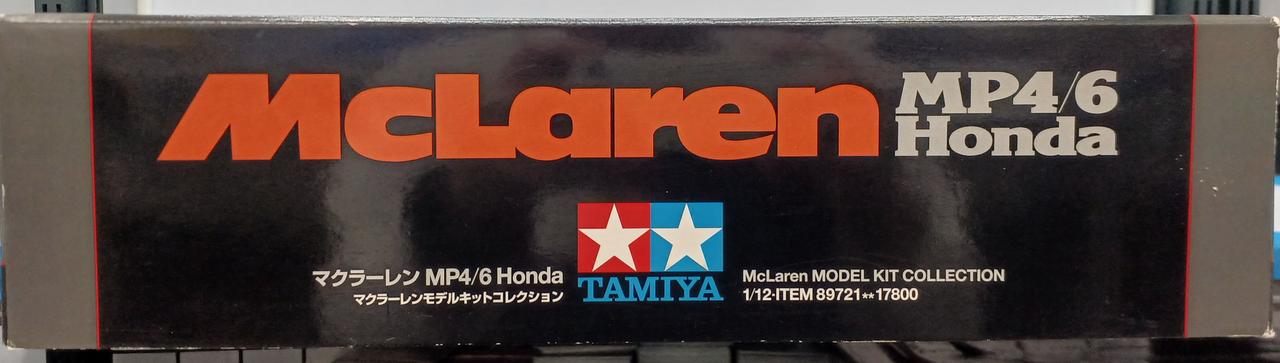 McLaren
MP4/6
Honda
マクラーレン MP4/6 Honda
マクラーレンモデルキットコレクション
TAMIYA
McLaren MODEL KIT COLLECTION
1/12·ITEM 89721**17800